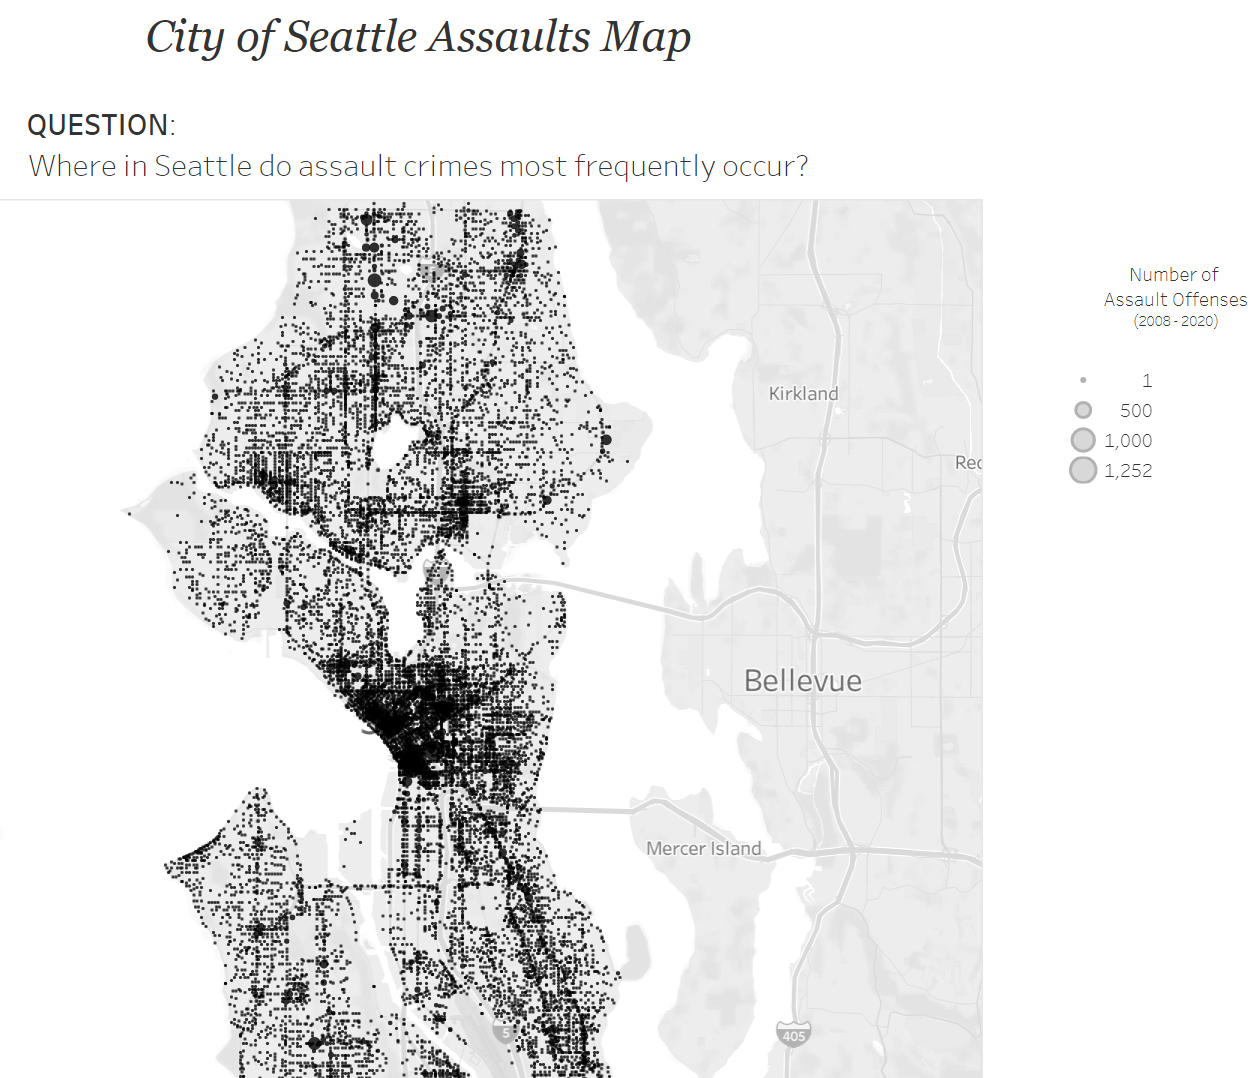 City of Seattle Assaults Map
QUESTION:
Where in Seattle do assault crimes most frequently occur?
Number of
Assault Offenses
(2008 - 2020)
1
500
1,000
1,252
Kirkland
Rec
Bellevue
Mercer Island
5
405